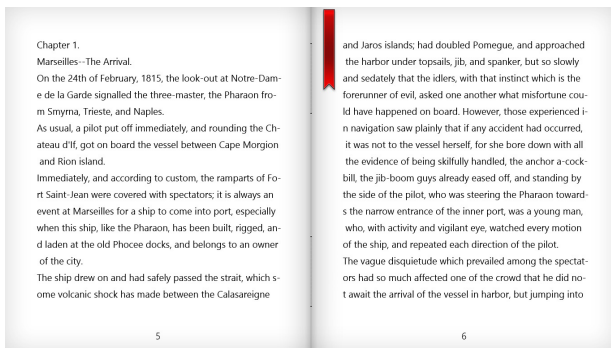 Chapter 1.
Marseilles--The Arrival.
On the 24th of February, 1815, the look-out at Notre-Dam-
e de la Garde signalled the three-master, the Pharaon fro-
m Smyrna, Trieste, and Naples.
As usual, a pilot put off immediately, and rounding the Ch-
ateau d'If, got on board the vessel between Cape Morgion
and Rion island.
Immediately, and according to custom, the ramparts of Fo-
rt Saint-Jean were covered with spectators; it is always an
event at Marseilles for a ship to come into port, especially
when this ship, like the Pharaon, has been built, rigged, an-
d laden at the old Phocee docks, and belongs to an owner
of the city.
The ship drew on and had safely passed the strait, which s-
ome volcanic shock has made between the Calasareigne
5
and Jaros islands; had doubled Pomegue, and approached
the harbor under topsails, jib, and spanker, but so slowly
and sedately that the idlers, with that instinct which is the
forerunner of evil, asked one another what misfortune cou-
ld have happened on board. However, those experienced i-
n navigation saw plainly that if any accident had occurred,
it was not to the vessel herself, for she bore down with all
the evidence of being skilfully handled, the anchor a-cock-
bill, the jib-boom guys already eased off, and standing by
the side of the pilot, who was steering the Pharaon toward-
s the narrow entrance of the inner port, was a young man,
who, with activity and vigilant eye, watched every motion
of the ship, and repeated each direction of the pilot.
The vague disquietude which prevailed among the spectat-
ors had so much affected one of the crowd that he did no-
t await the arrival of the vessel in harbor, but jumping into
6